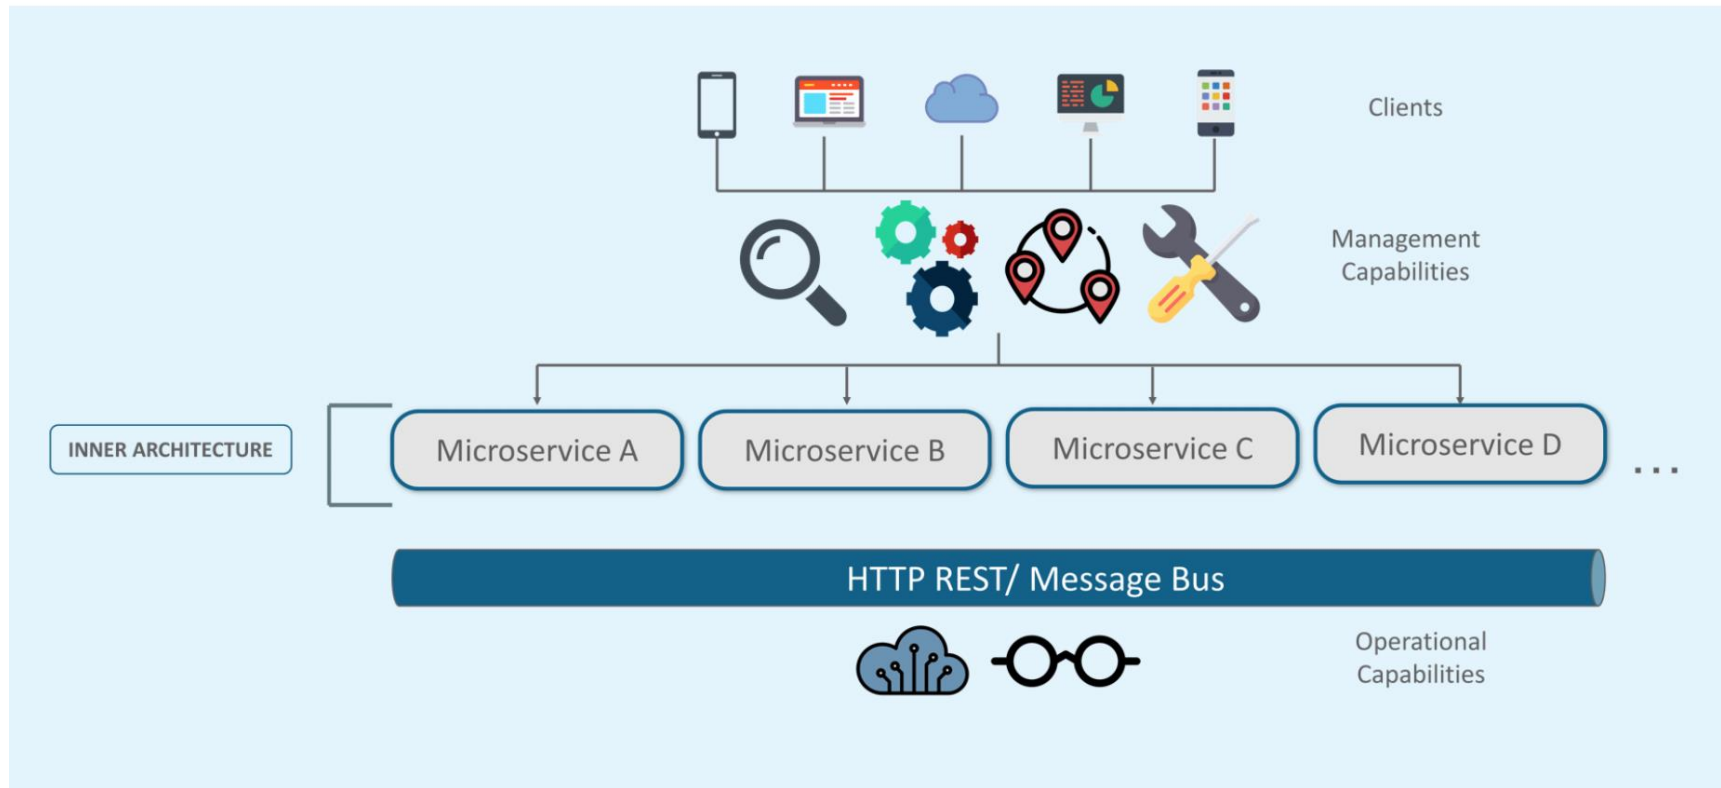 Clients
Management
Capabilities
INNER ARCHITECTURE
Microservice A
Microservice B
Microservice C
Microservice D
...
HTTP REST/ Message Bus
Operational
Capabilities